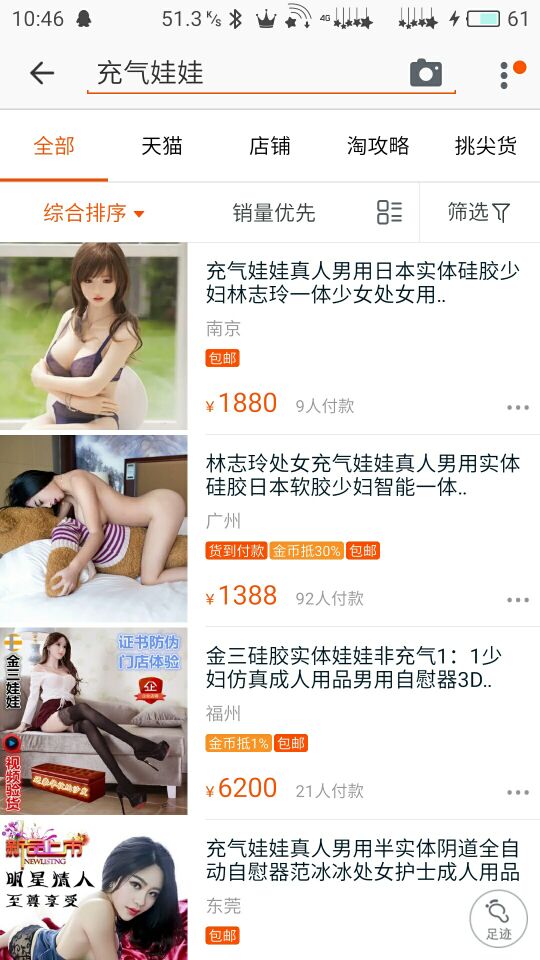 10:46 51.3 K/s 4G 61
充气娃娃
全部 天猫 店铺 淘攻略 挑尖货
综合排序 销量优先 筛选
充气娃娃真人男用日本实体硅胶少
妇林志玲一体少女处女用..
南京
包邮
¥1880 9人付款
林志玲处女充气娃娃真人男用实体
硅胶日本软胶少妇智能一体..
广州
货到付款 金币抵30% 包邮
¥1388 92人付款
金三娃娃
证书防伪
门店体验
企
视频验货
金三硅胶实体娃娃非充气1：1少
妇仿真成人用品男用自慰器3D..
福州
金币抵1% 包邮
¥6200 21人付款
新品上市
NEWLISTNG
明星情人
至尊享受
充气娃娃真人男用半实体阴道全自
动自慰器范冰冰处女护士成人用品
东莞
包邮
足迹